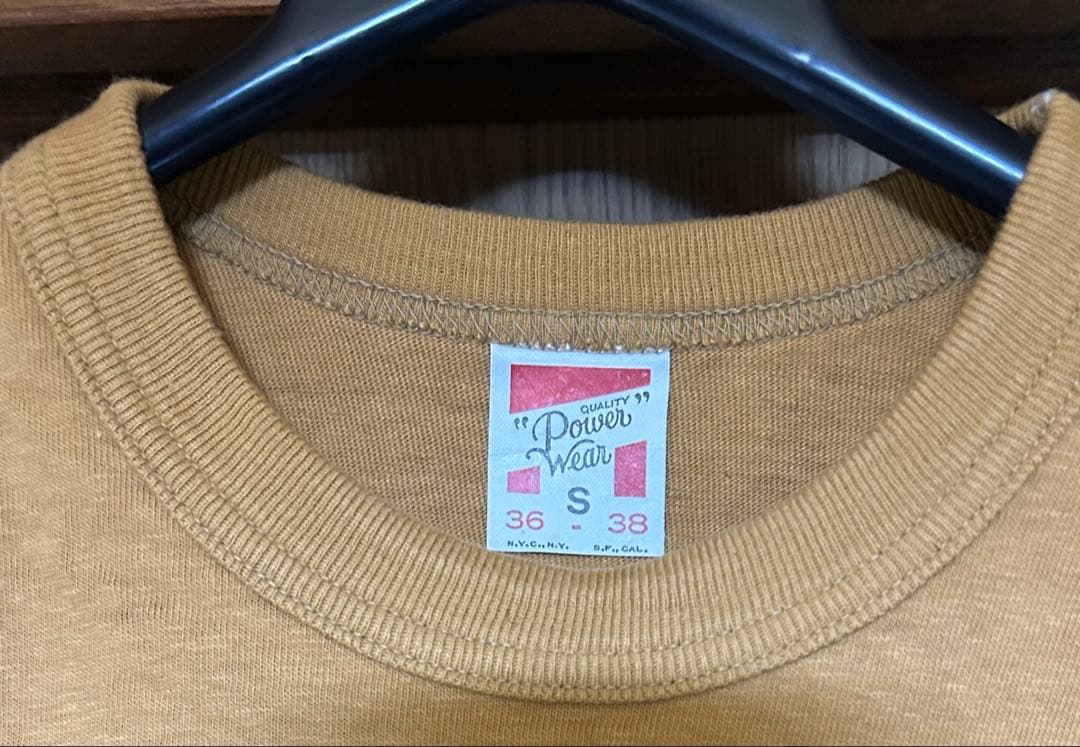 QUALITY
"Power"
Wear
S
36 - 38
N.Y.C., N.Y. S.F., CAL.